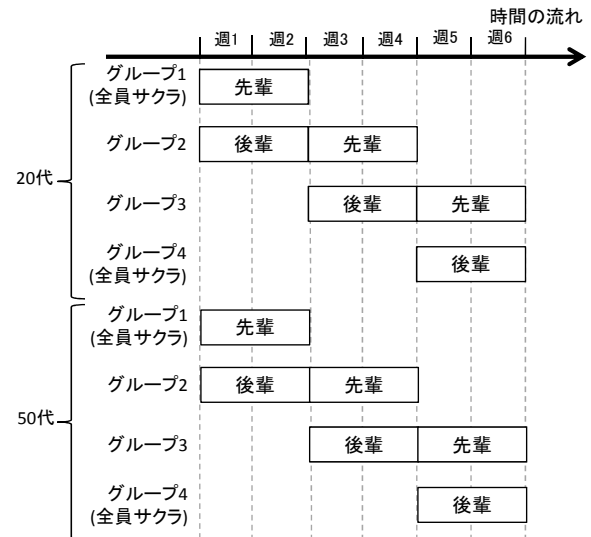 時間の流れ
週1 週2 週3 週4 週5 週6
グループ1
(全員サクラ)
先輩
グループ2
後輩 先輩
20代
グループ3
後輩 先輩
グループ4
(全員サクラ)
後輩
グループ1
(全員サクラ)
先輩
グループ2
後輩 先輩
50代
グループ3
後輩 先輩
グループ4
(全員サクラ)
後輩